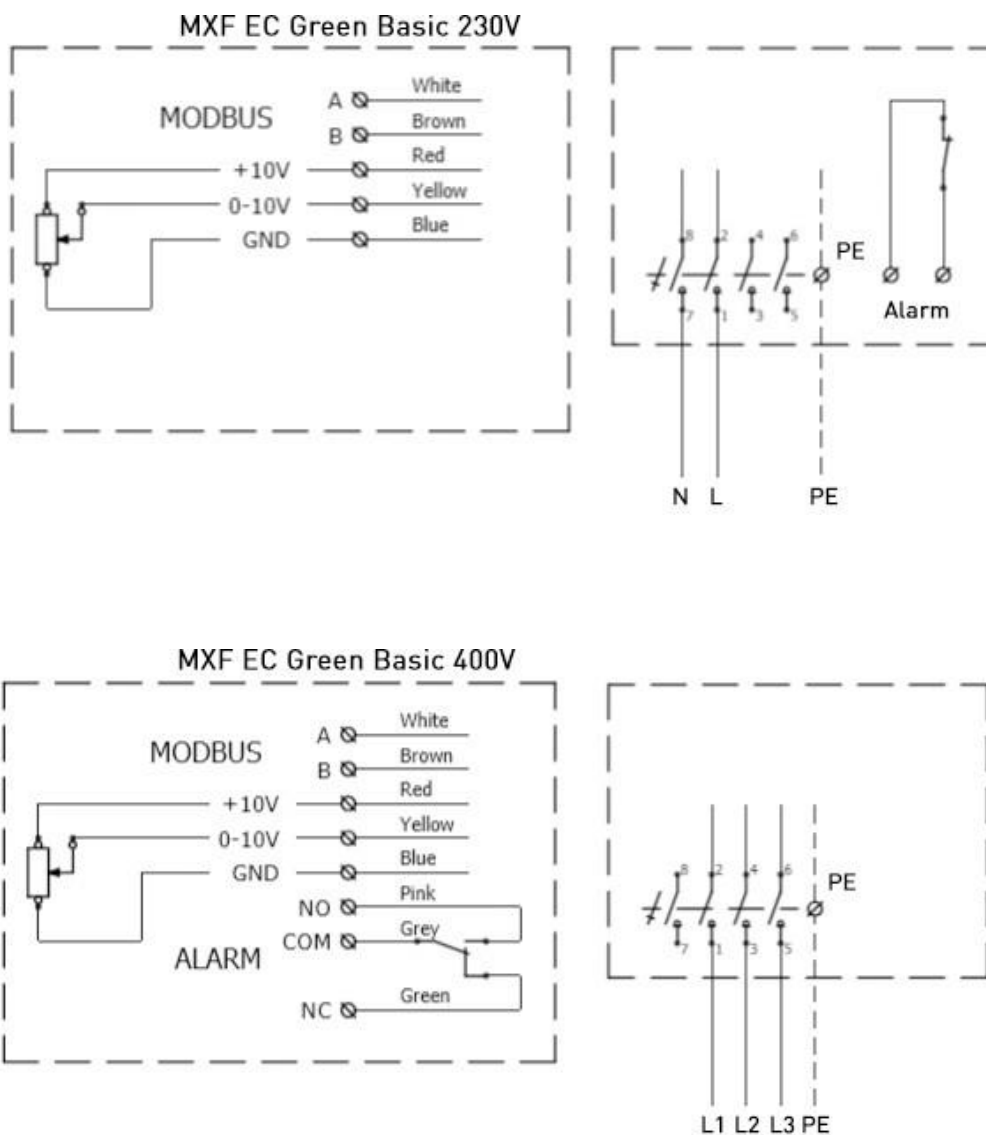 MXF EC Green Basic 230V
MODBUS
A White
B Brown
+10V Red
0-10V Yellow
GND Blue
8 2 4 6
PE
7 1 3 5
Alarm
N L PE
MXF EC Green Basic 400V
MODBUS
A White
B Brown
+10V Red
0-10V Yellow
GND Blue
NO Pink
COM Grey
ALARM
NC Green
8 2 4 6
PE
7 1 3 5
L1 L2 L3 PE